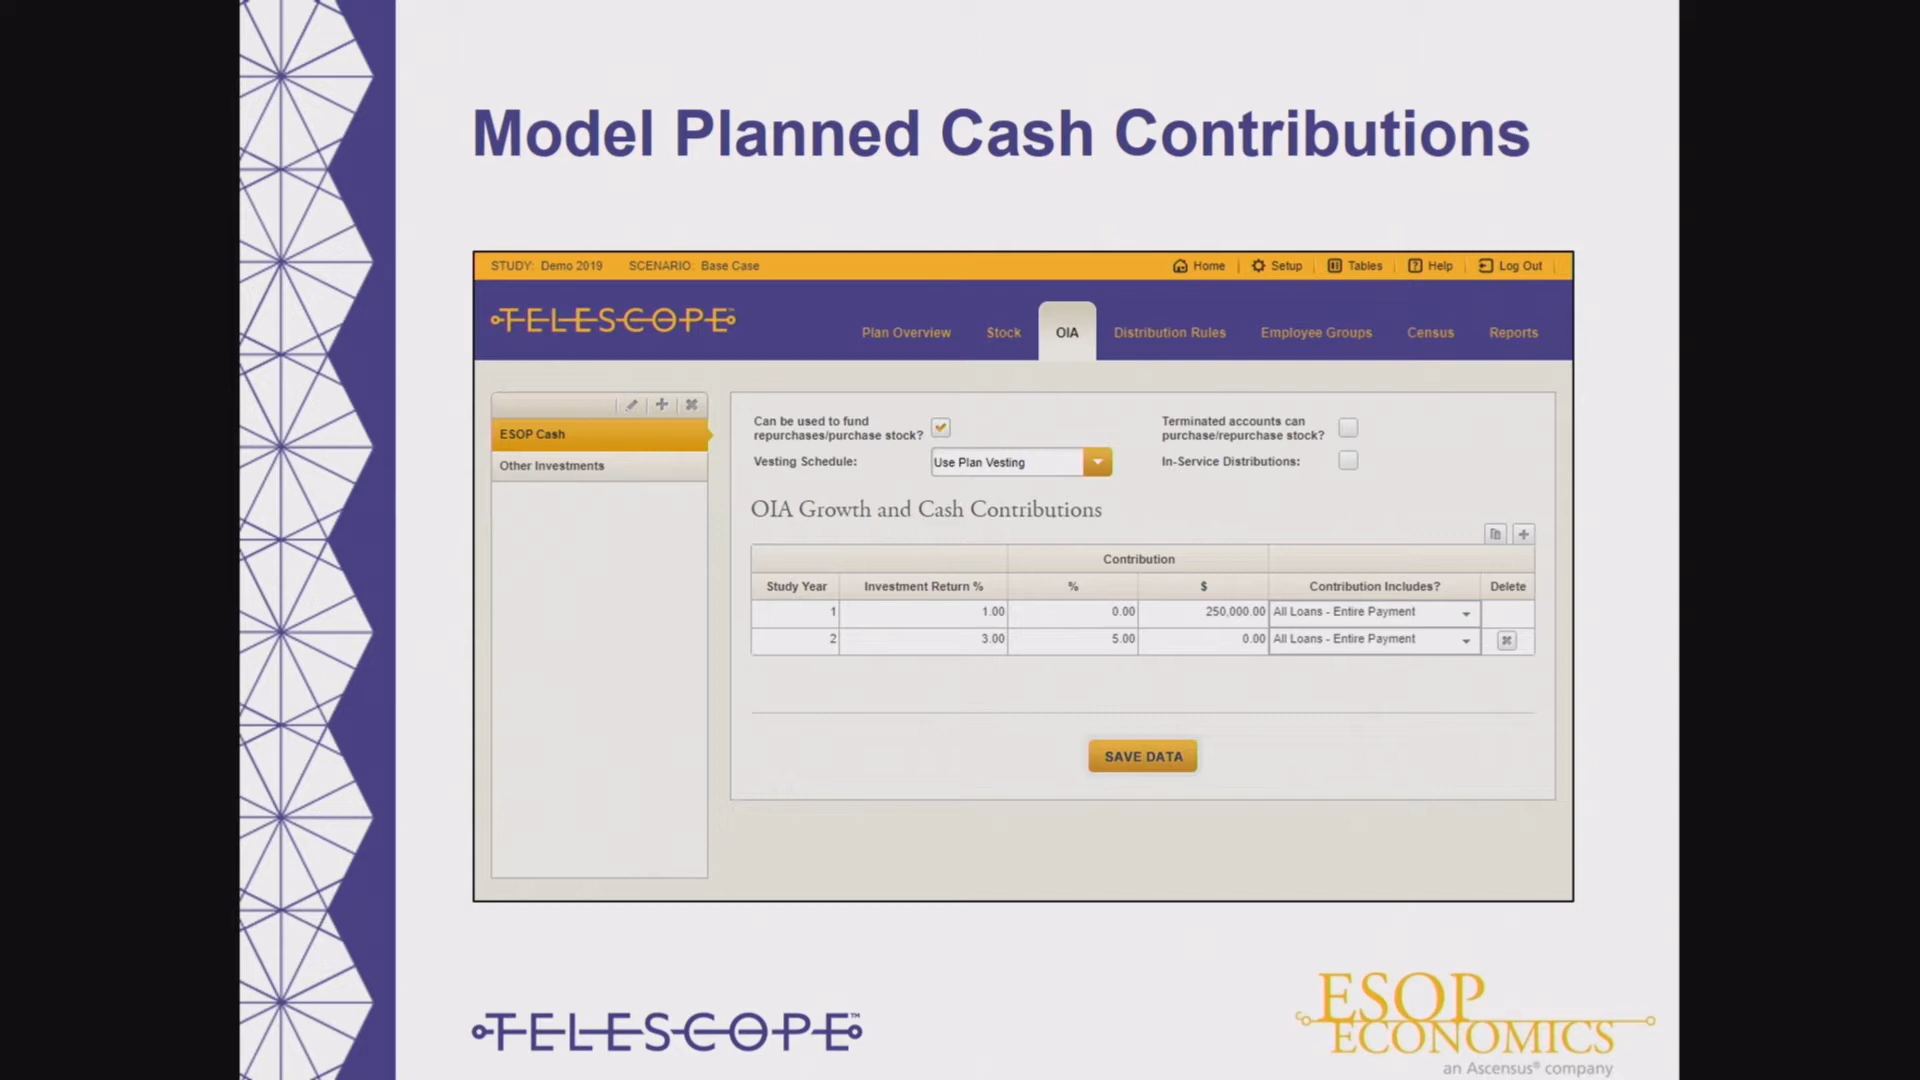 Model Planned Cash Contributions
STUDY: Demo 2019 SCENARIO: Base Case Home Setup Tables Help Log Out
TELESCOPE™
Plan Overview Stock OIA Distribution Rules Employee Groups Census Reports
ESOP Cash
Other Investments
Can be used to fund
repurchases/purchase stock?
Terminated accounts can
purchase/repurchase stock?
Vesting Schedule: Use Plan Vesting In-Service Distributions:
OIA Growth and Cash Contributions
Contribution
Study Year Investment Return % % $ Contribution Includes? Delete
1 1.00 0.00 250,000.00 All Loans - Entire Payment
2 3.00 5.00 0.00 All Loans - Entire Payment
SAVE DATA
TELESCOPE™
ESOP
ECONOMICS
an Ascensus® company